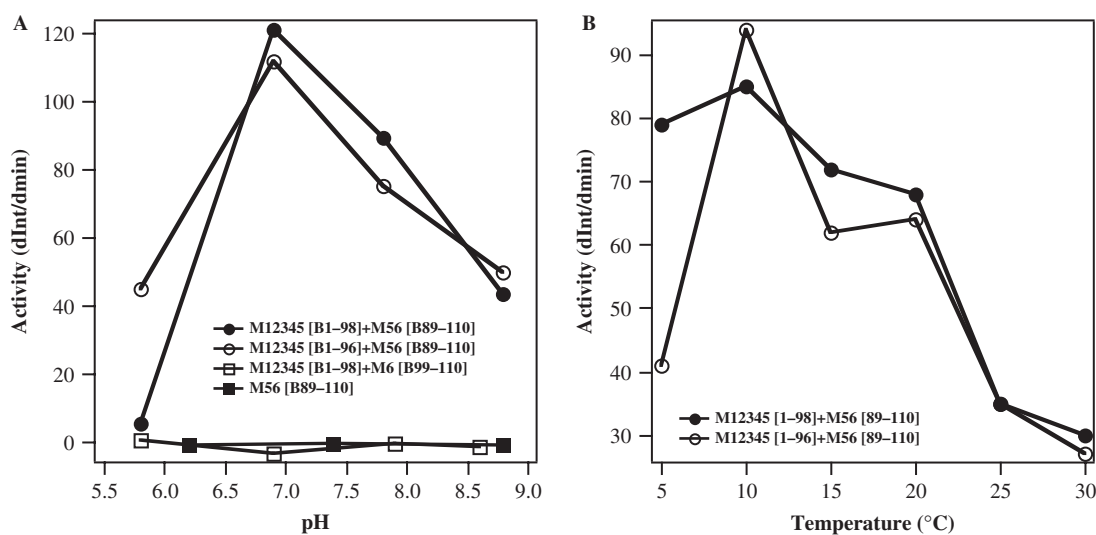 A
120
100
80
60
40
20
0
Activity (dInt/dmin)
M12345 [B1–98]+M56 [B89–110]
M12345 [B1–96]+M56 [B89–110]
M12345 [B1–98]+M6 [B99–110]
M56 [B89–110]
5.5 6.0 6.5 7.0 7.5 8.0 8.5 9.0
pH
B
90
80
70
60
50
40
30
Activity (dInt/dmin)
M12345 [1–98]+M56 [89–110]
M12345 [1–96]+M56 [89–110]
5 10 15 20 25 30
Temperature (°C)